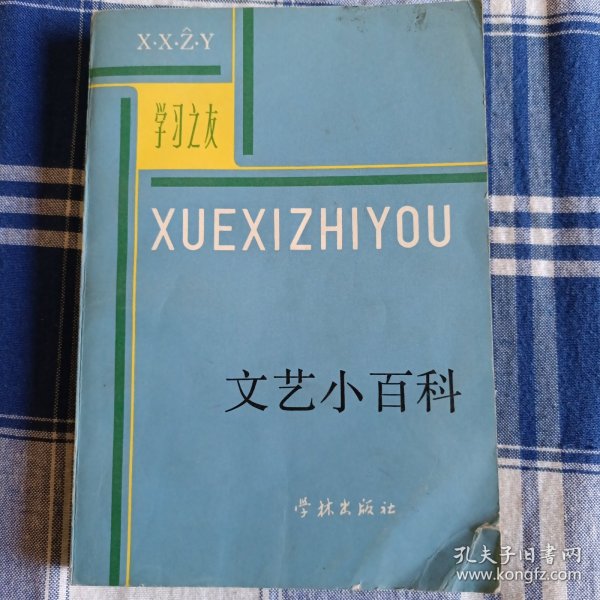 X·X·Ẑ·Y
学习之友
XUEXIZHIYOU
文艺小百科
学林出版社
孔夫子旧书网
www.kongfz.com